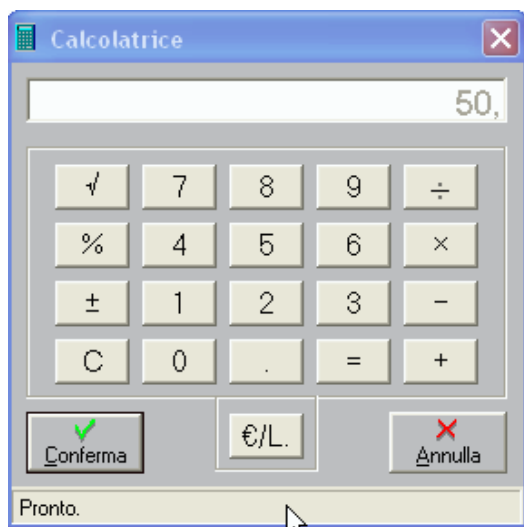 Calcolatrice
50,
√ 7 8 9 ÷
% 4 5 6 ×
± 1 2 3 −
C 0 . = +
Conferma €/L. Annulla
Pronto.